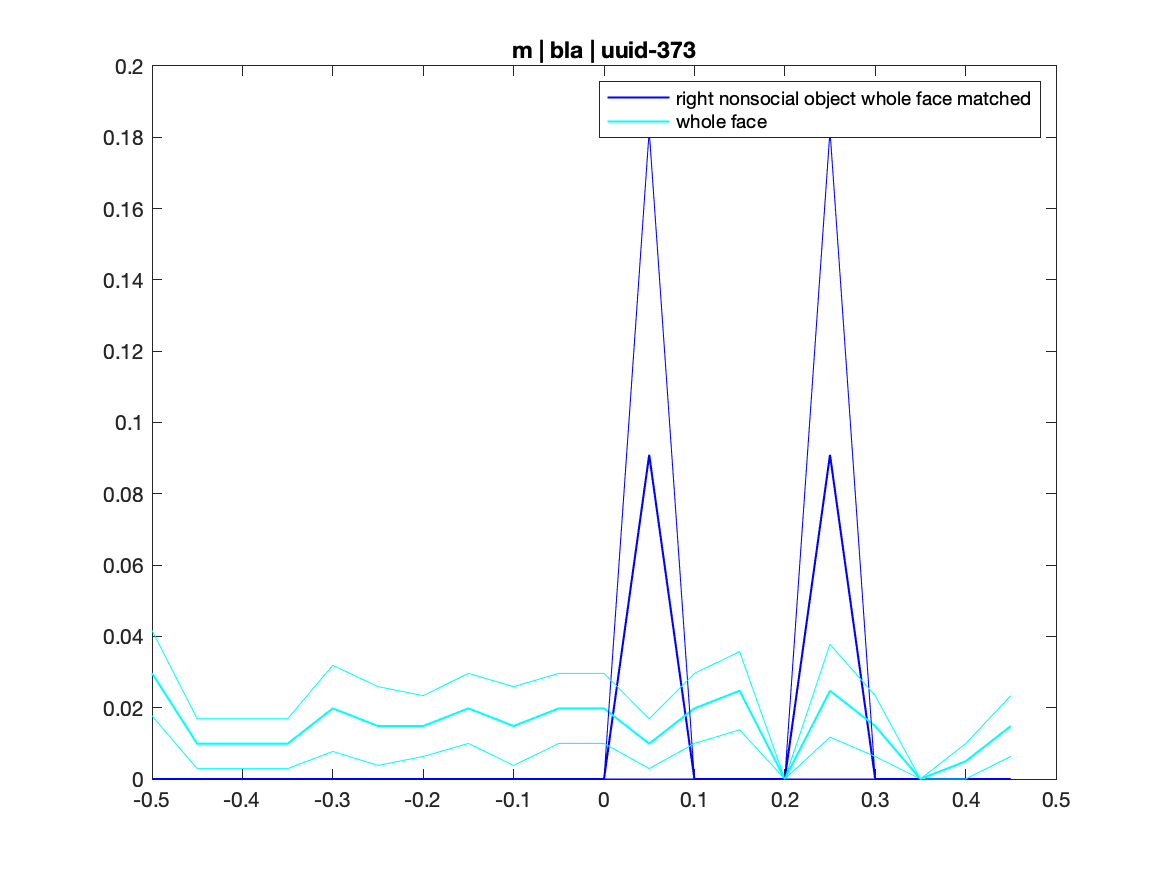 m | bla | uuid-373
right nonsocial object whole face matched
whole face
0.2
0.18
0.16
0.14
0.12
0.1
0.08
0.06
0.04
0.02
0
-0.5 -0.4 -0.3 -0.2 -0.1 0 0.1 0.2 0.3 0.4 0.5